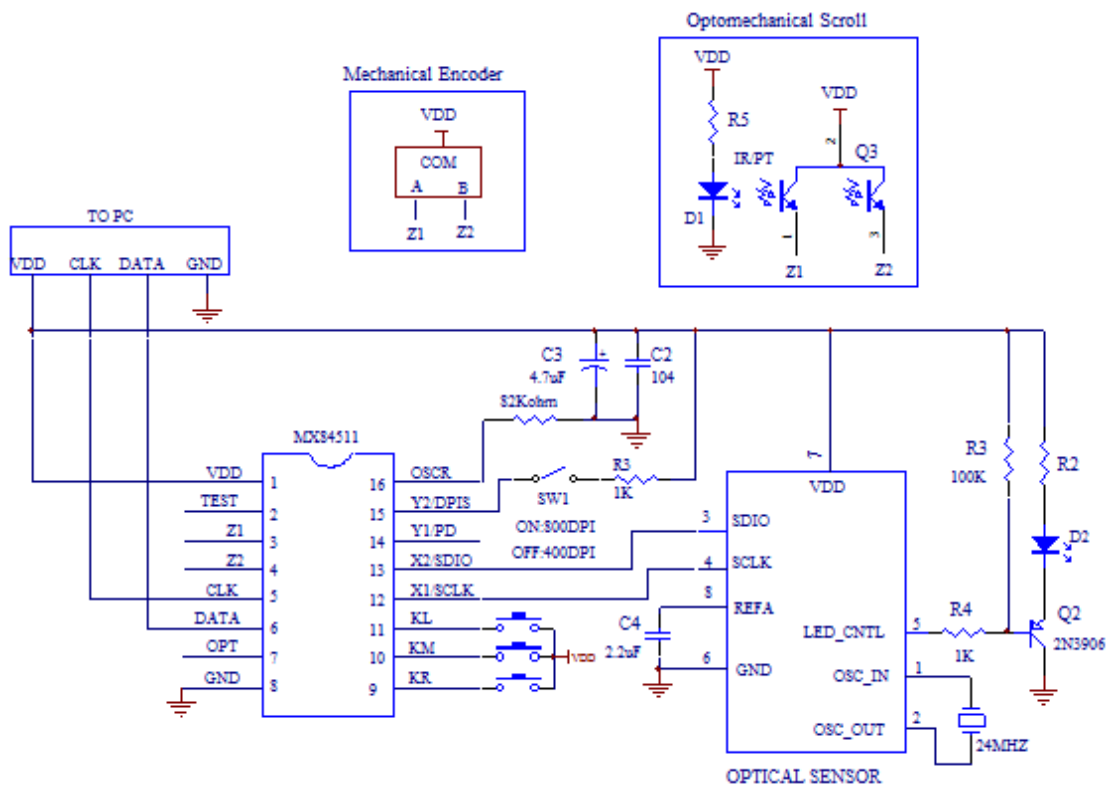 Optomechanical Scroll
Mechanical Encoder
VDD
COM
A B
Z1 Z2
VDD
R5
D1
IR/PT
VDD
2
Q3
1
3
Z1
Z2
TO PC
VDD CLK DATA GND
C3
+
4.7uF
C2
104
82Kohm
MX84511
VDD 1
TEST 2
Z1 3
Z2 4
CLK 5
DATA 6
OPT 7
GND 8
16 OSCR
15 Y2/DPIS
14 Y1/PD
13 X2/SDIO
12 X1/SCLK
11 KL
10 KM
9 KR
VDD
SW1
R3
1K
ON:800DPI
OFF:400DPI
7
VDD
3 SDIO
4 SCLK
8 REFA
6 GND
C4
2.2uF
LED_CNTL 5
OSC_IN 1
OSC_OUT 2
R4
1K
R3
100K
R2
D2
Q2
2N3906
24MHZ
OPTICAL SENSOR